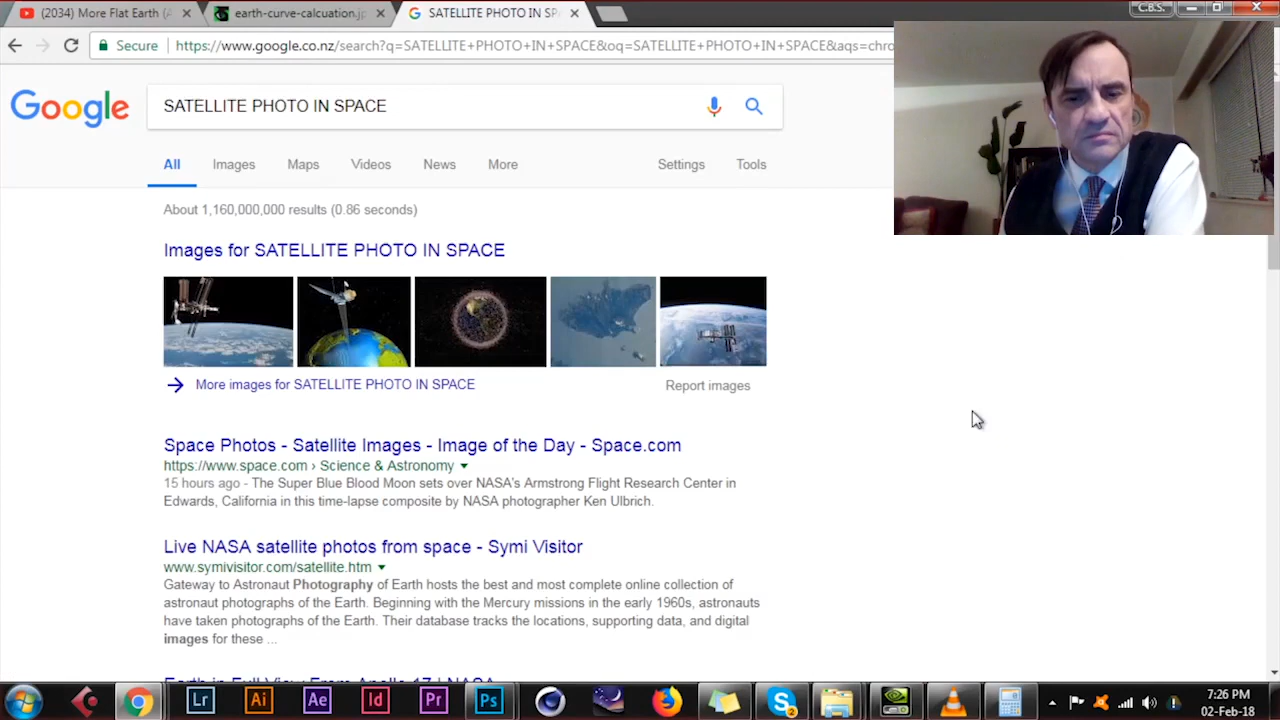 (2034) More Flat Earth (A
earth-curve-calcuation.jp
SATELLITE PHOTO IN SP
C.B.S.
Secure
https://www.google.co.nz/search?q=SATELLITE+PHOTO+IN+SPACE&oq=SATELLITE+PHOTO+IN+SPACE&aqs=chro
Google
SATELLITE PHOTO IN SPACE
All Images Maps Videos News More Settings Tools
About 1,160,000,000 results (0.86 seconds)
Images for SATELLITE PHOTO IN SPACE
More images for SATELLITE PHOTO IN SPACE
Report images
Space Photos - Satellite Images - Image of the Day - Space.com
https://www.space.com › Science & Astronomy
15 hours ago - The Super Blue Blood Moon sets over NASA's Armstrong Flight Research Center in
Edwards, California in this time-lapse composite by NASA photographer Ken Ulbrich.
Live NASA satellite photos from space - Symi Visitor
www.symivisitor.com/satellite.htm
Gateway to Astronaut Photography of Earth hosts the best and most complete online collection of
astronaut photographs of the Earth. Beginning with the Mercury missions in the early 1960s, astronauts
have taken photographs of the Earth. Their database tracks the locations, supporting data, and digital
images for these ...
Earth in Full View From Apollo 17 | NASA
Lr Ai Ae Id Pr Ps
S 2
7:26 PM
02-Feb-18